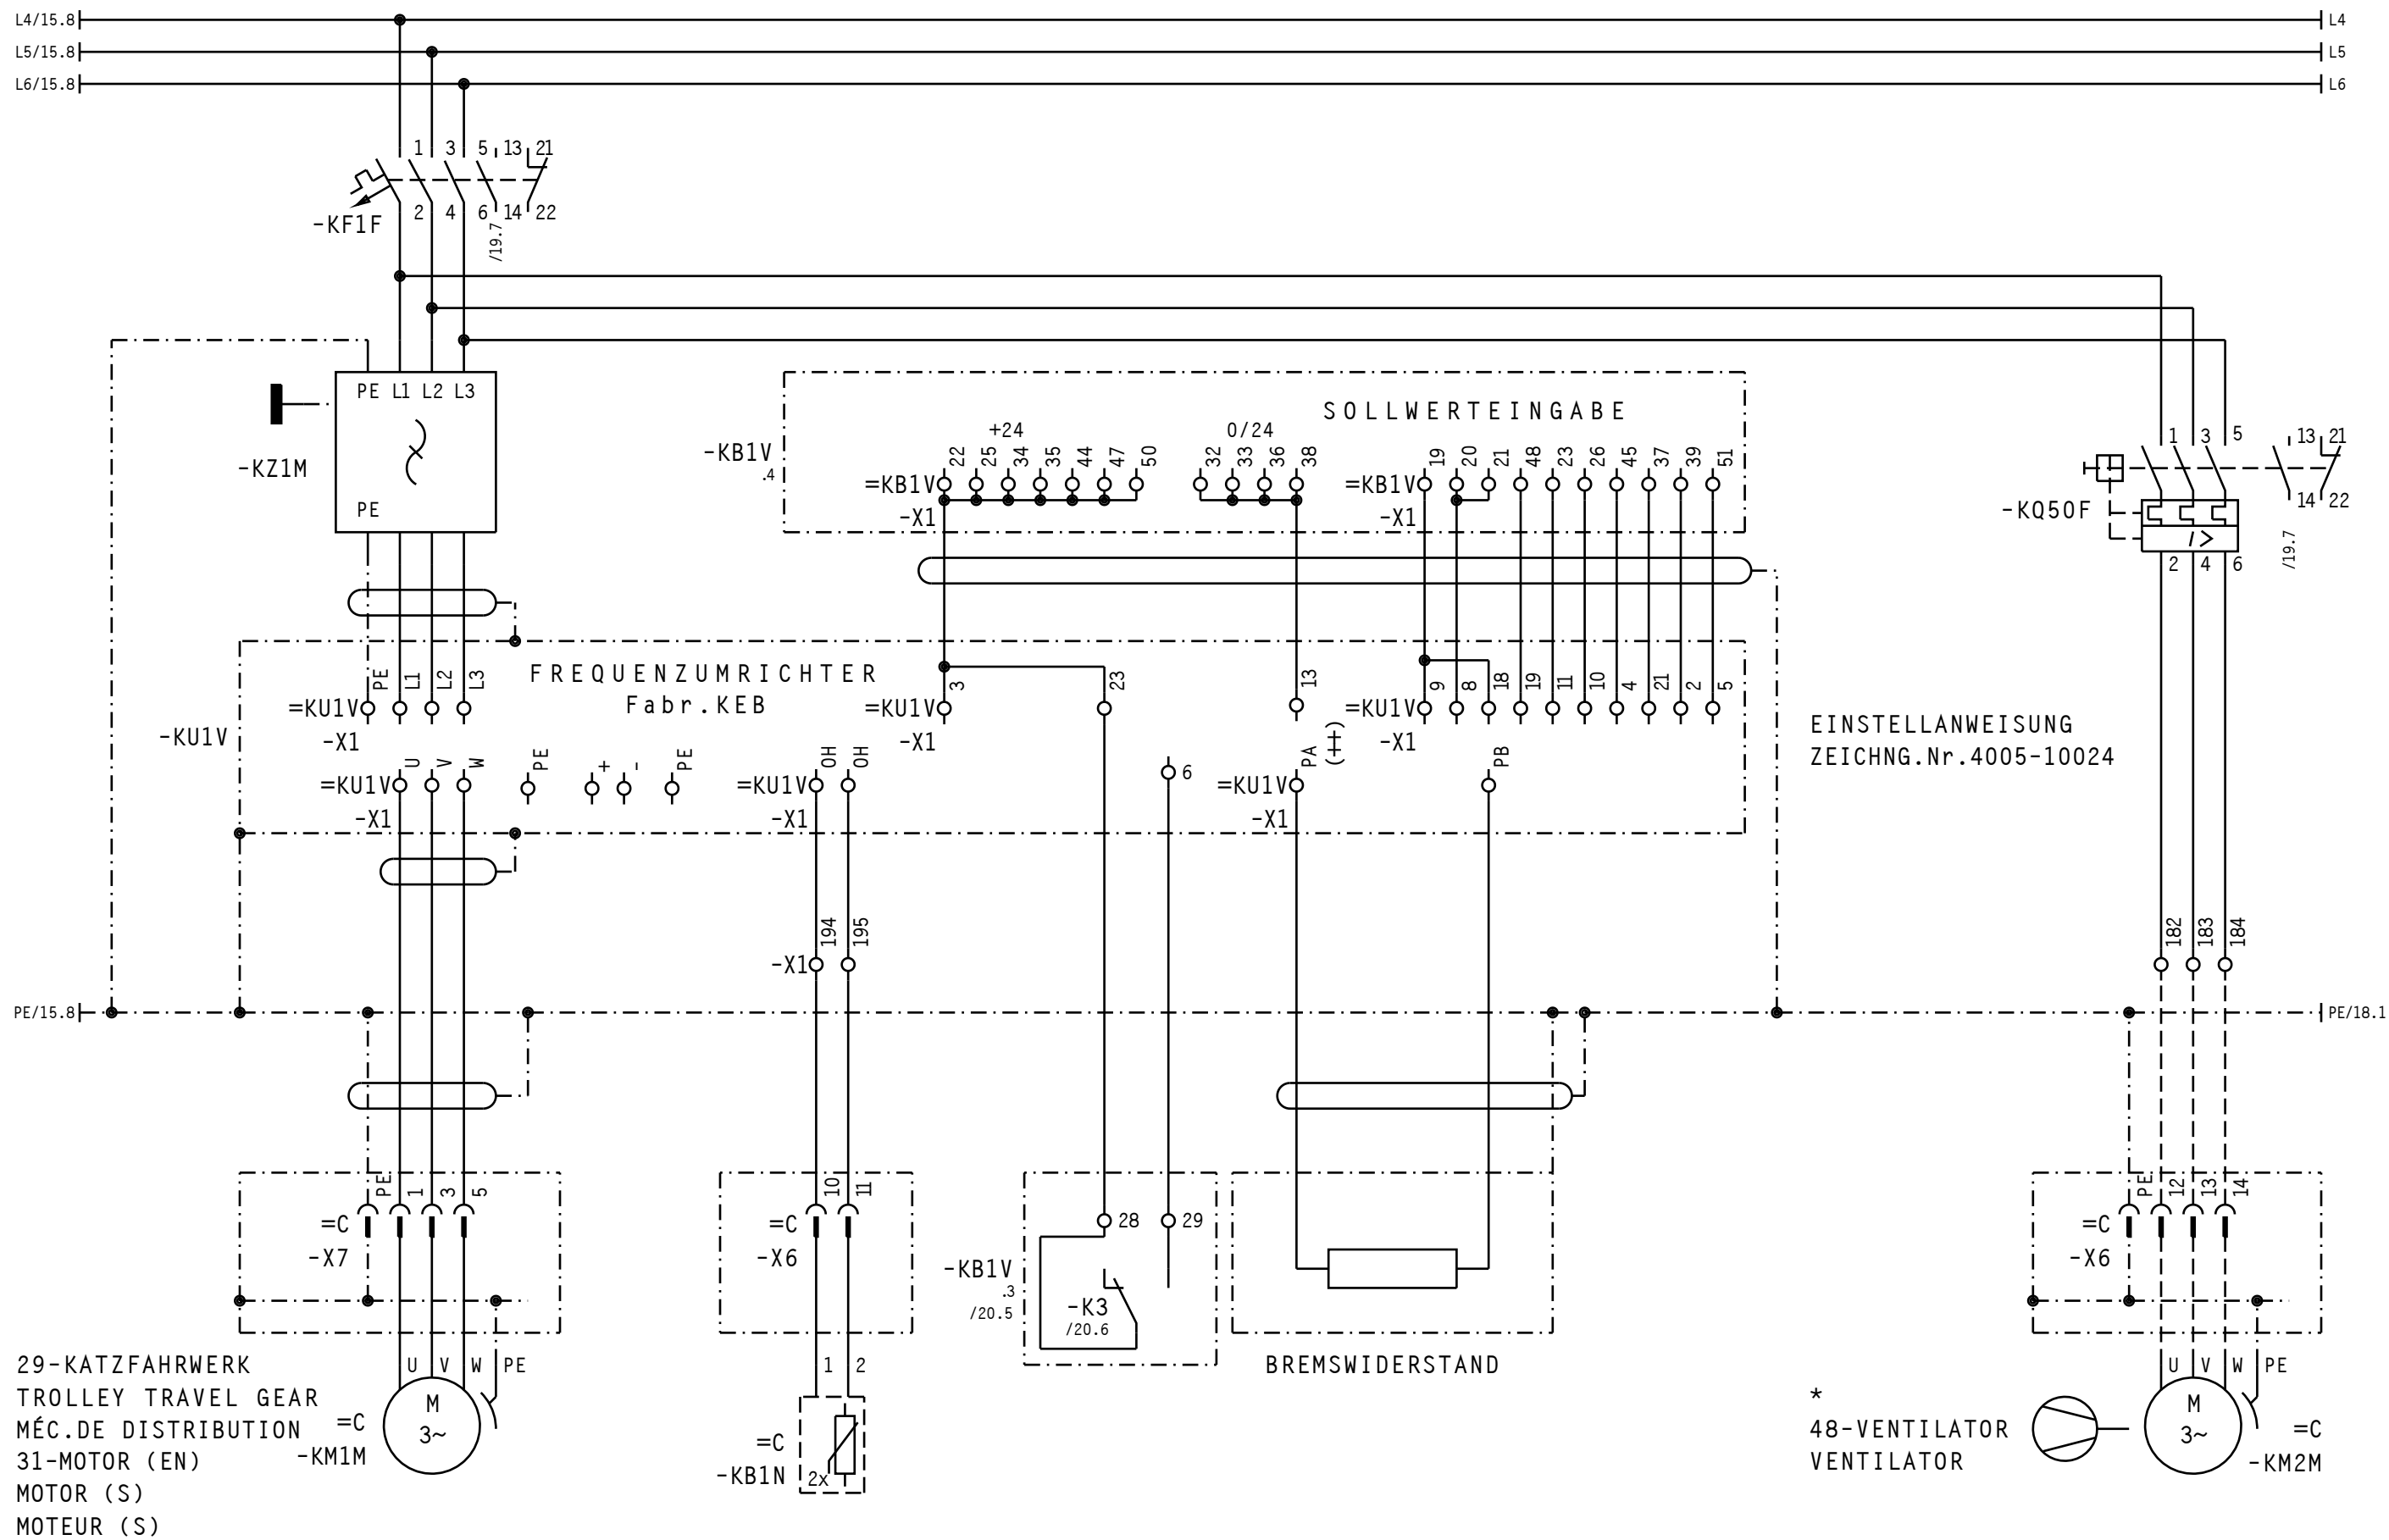 L4/15.8 L4
L5/15.8 L5
L6/15.8 L6
1 3 5 13 21
2 4 6 14 22
-KF1F
/19.7
PE L1 L2 L3
-KZ1M
PE
SOLLWERTEINGABE
+24 0/24
-KB1V
.4
22 25 34 35 44 47 50 32 33 36 38 19 20 21 48 23 26 45 37 39 51
=KB1V =KB1V
-X1 -X1
1 3 5 13 21
-KQ50F
14 22
I>
2 4 6
/19.7
FREQUENZUMRICHTER
Fabr.KEB
PE L1 L2 L3
3 23 13 9 8 18 19 11 10 4 21 2 5
=KU1V =KU1V =KU1V
-X1 -X1 -X1
-KU1V
EINSTELLANWEISUNG
ZEICHNG.Nr.4005-10024
U V W PE + - PE OH OH 6 PA (++) PB
=KU1V =KU1V =KU1V
-X1 -X1 -X1
194 195
-X1
182 183 184
PE/15.8 PE/18.1
PE 1 3 5
=C
-X7
10 11
=C
-X6
28 29
-KB1V
.3
/20.5
-K3
/20.6
BREMSWIDERSTAND
PE 12 13 14
=C
-X6
29-KATZFAHRWERK
TROLLEY TRAVEL GEAR
MÉC.DE DISTRIBUTION
31-MOTOR (EN)
MOTOR (S)
MOTEUR (S)
U V W PE
M
3~
=C
-KM1M
1 2
=C
-KB1N
2x
*
48-VENTILATOR
VENTILATOR
U V W PE
M
3~
=C
-KM2M